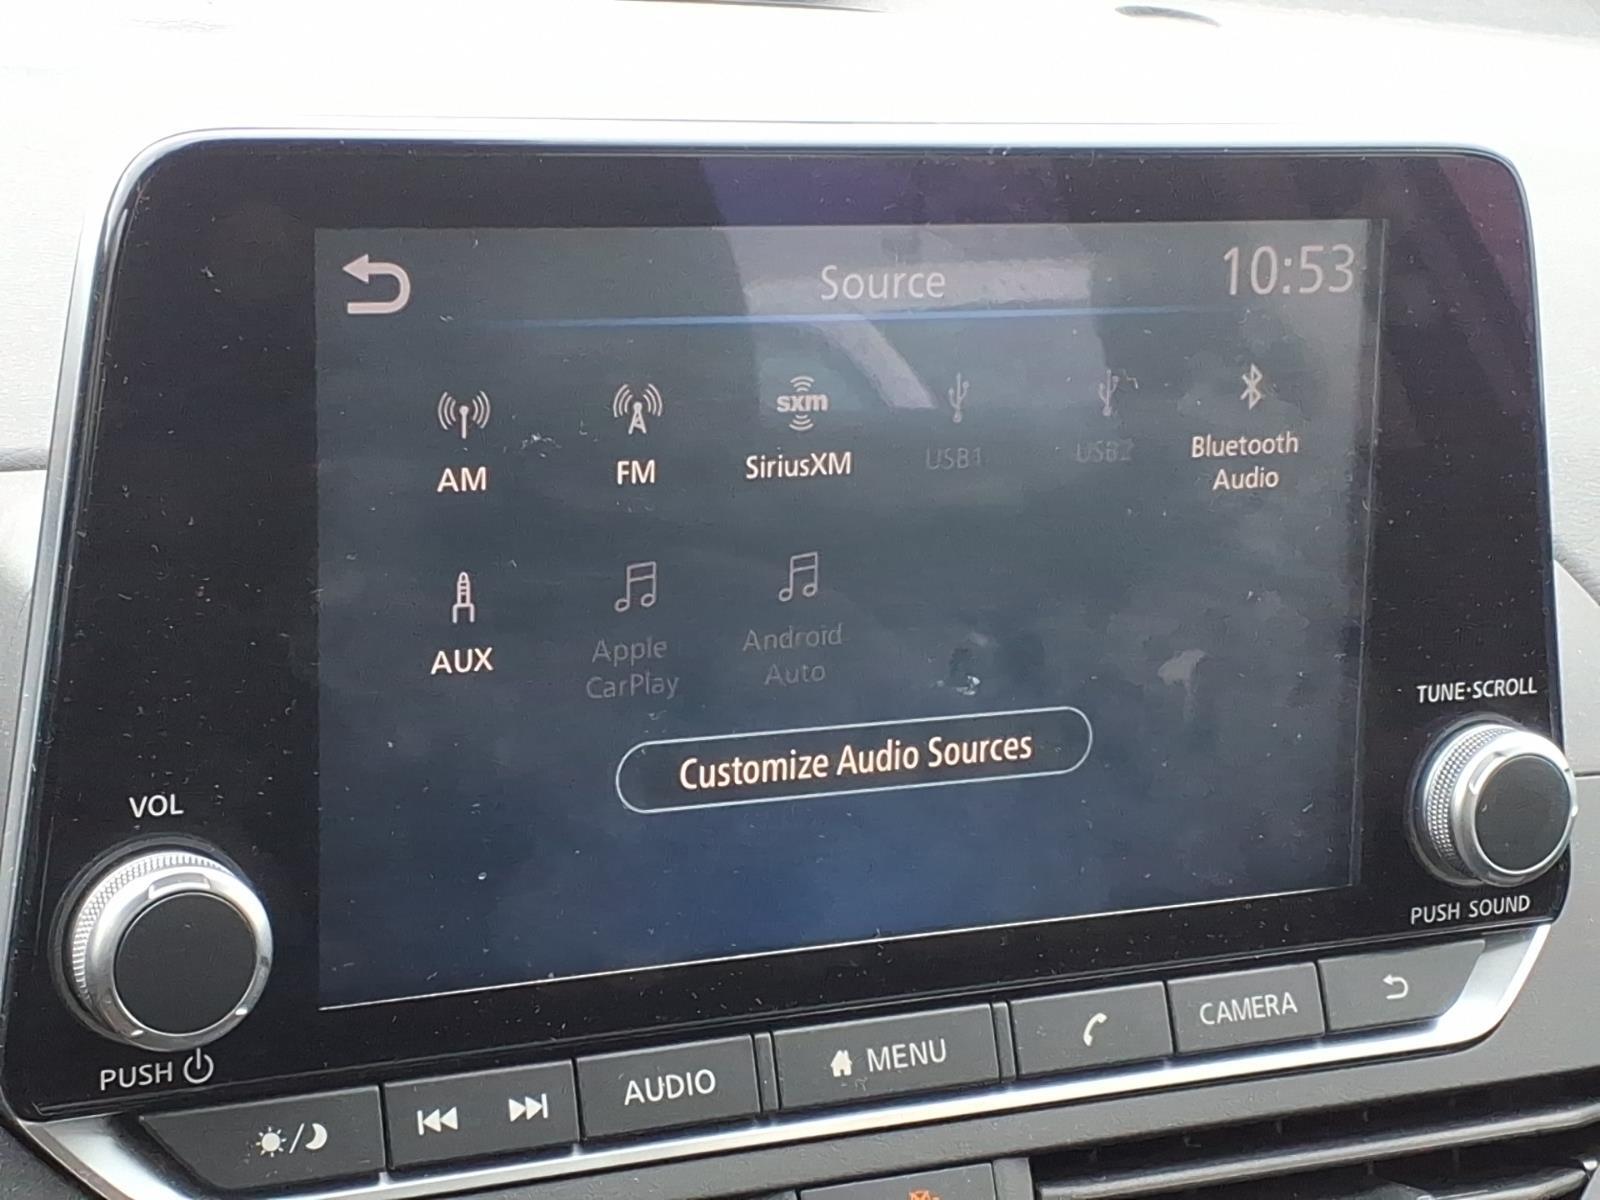 Source
10:53
AM
FM
sxm
SiriusXM
USB1
USB2
Bluetooth
Audio
AUX
Apple
CarPlay
Android
Auto
Customize Audio Sources
TUNE·SCROLL
VOL
PUSH SOUND
PUSH
AUDIO
MENU
CAMERA